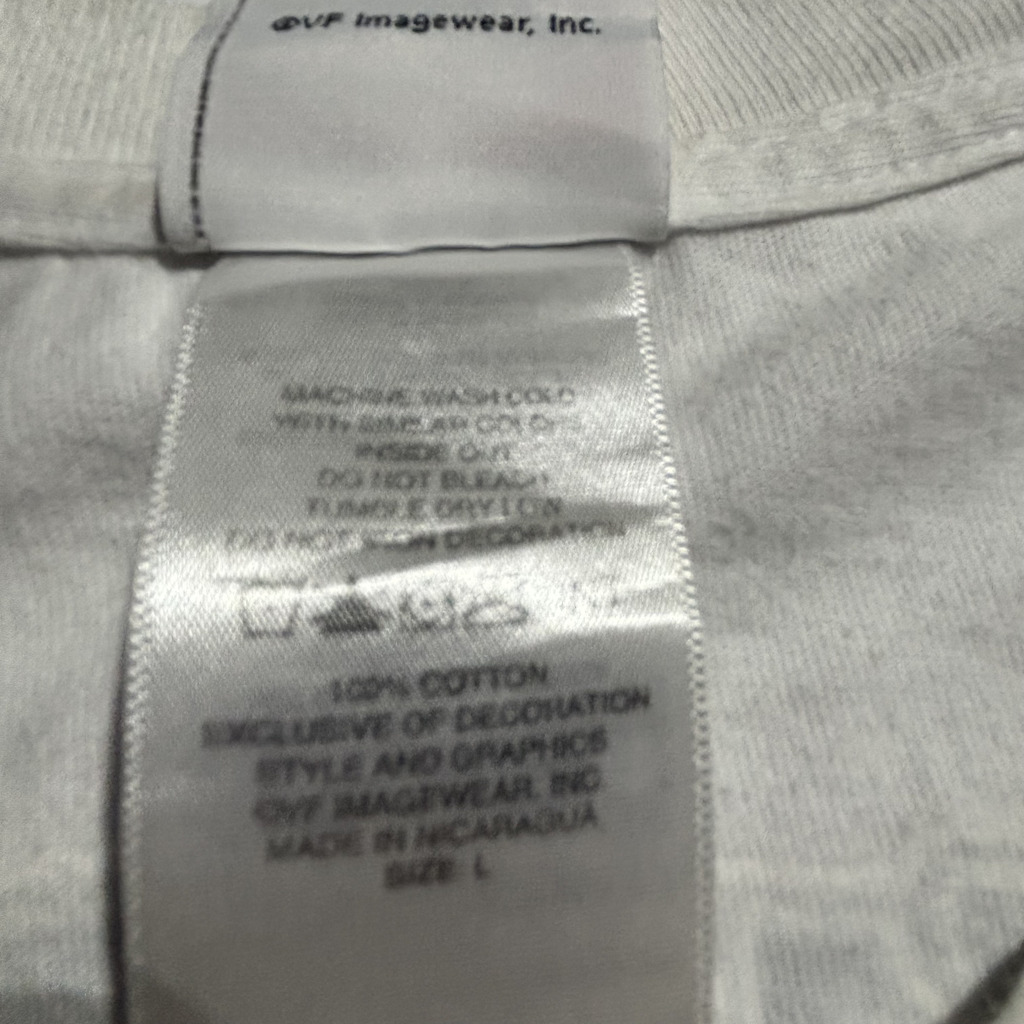 ©VF Imagewear, Inc.
MACHINE WASH COLD
WITH SIMILAR COLORS
INSIDE OUT
DO NOT BLEACH
TUMBLE DRY LOW
DO NOT IRON DECORATION
100% COTTON
EXCLUSIVE OF DECORATION
STYLE AND GRAPHICS
©VF IMAGEWEAR, INC
MADE IN NICARAGUA
SIZE: L